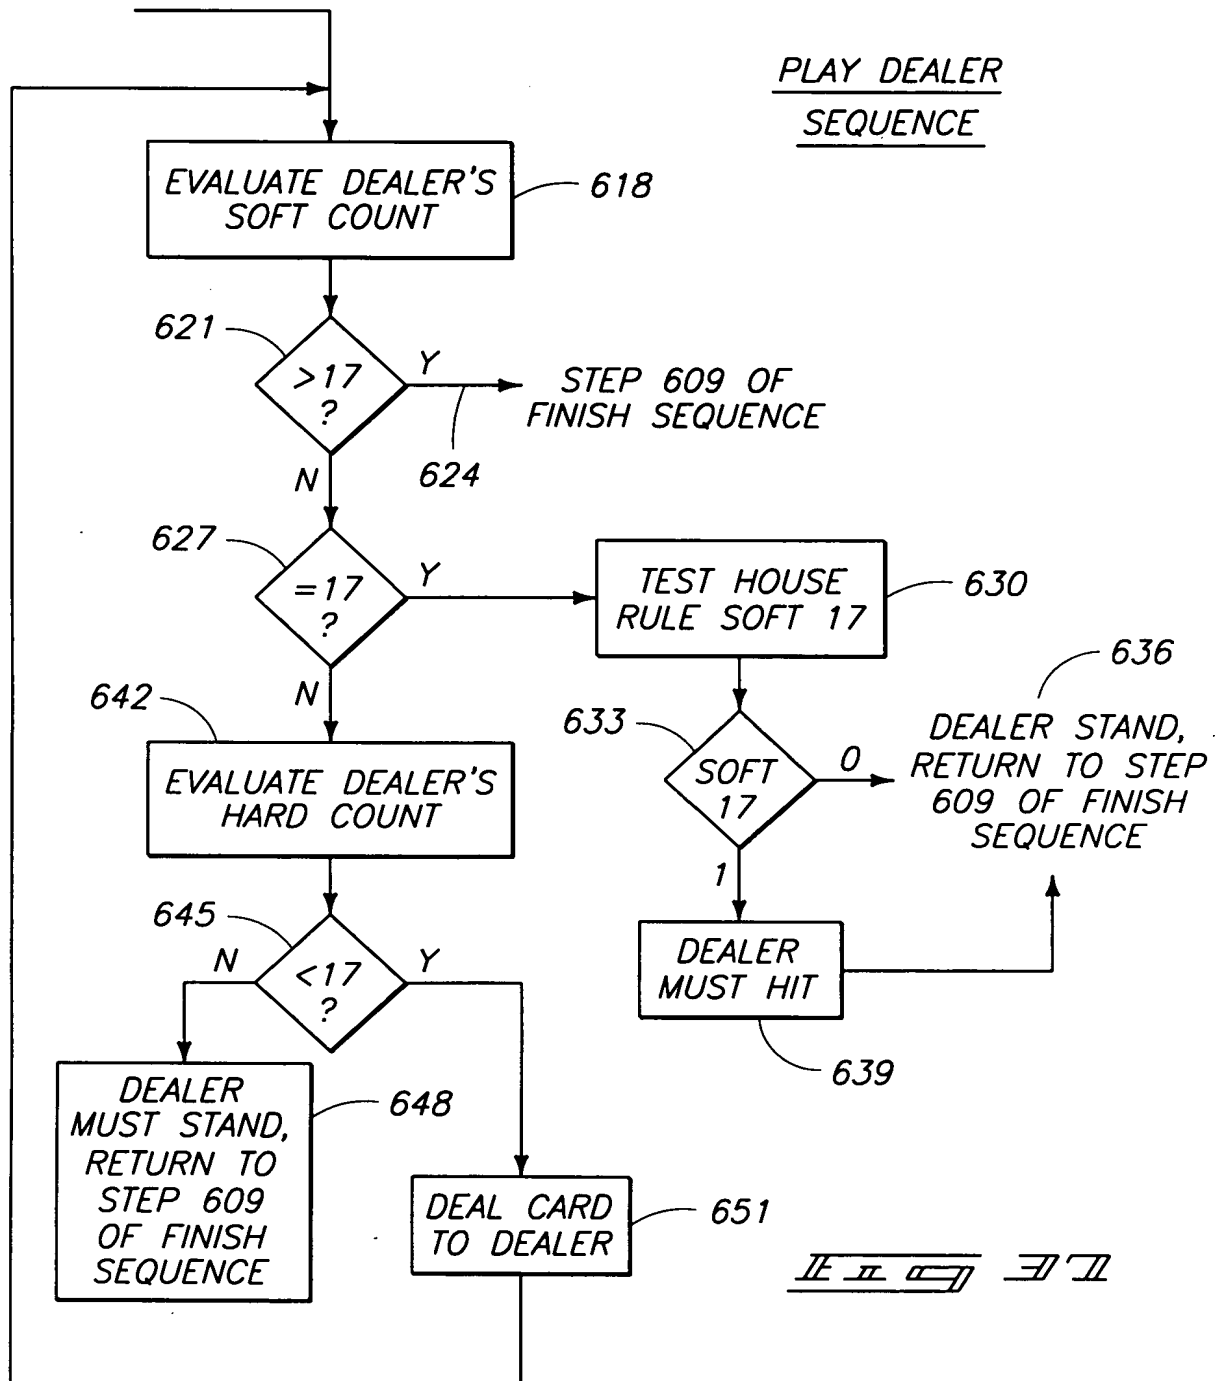 PLAY DEALER
SEQUENCE
EVALUATE DEALER'S
SOFT COUNT
618
621
>17
?
Y
STEP 609 OF
FINISH SEQUENCE
624
N
627
=17
?
Y
TEST HOUSE
RULE SOFT 17
630
N
636
642
633
SOFT
17
0
DEALER STAND,
RETURN TO STEP
609 OF FINISH
SEQUENCE
EVALUATE DEALER'S
HARD COUNT
1
645
N
<17
?
Y
DEALER
MUST HIT
639
DEALER
MUST STAND,
RETURN TO
STEP 609
OF FINISH
SEQUENCE
648
DEAL CARD
TO DEALER
651
FIG 37